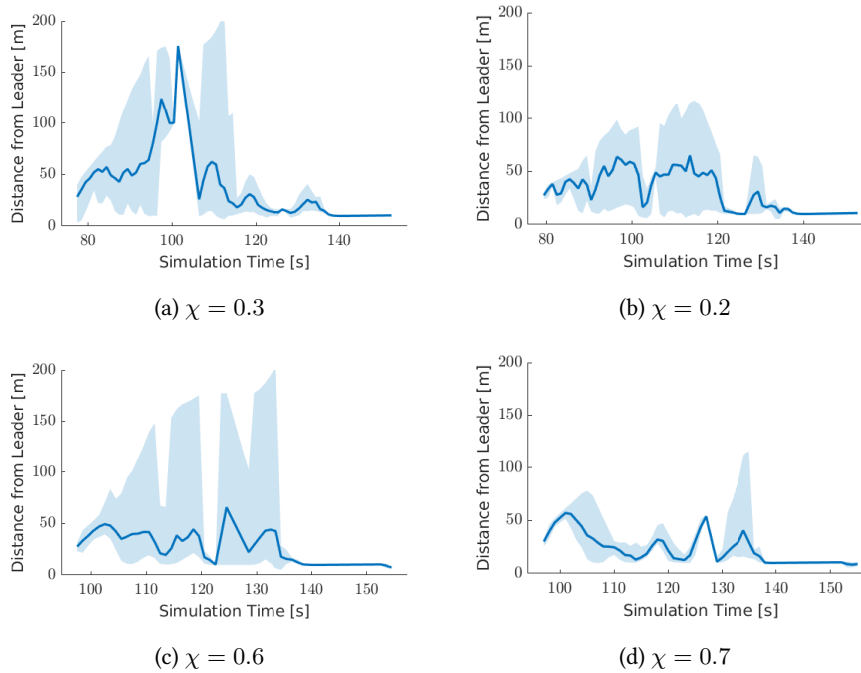 200
150
100
50
0
Distance from Leader [m]
80 100 120 140
Simulation Time [s]
(a) χ = 0.3
200
150
100
50
0
Distance from Leader [m]
80 100 120 140
Simulation Time [s]
(b) χ = 0.2
200
150
100
50
0
Distance from Leader [m]
100 110 120 130 140 150
Simulation Time [s]
(c) χ = 0.6
200
150
100
50
0
Distance from Leader [m]
100 110 120 130 140 150
Simulation Time [s]
(d) χ = 0.7